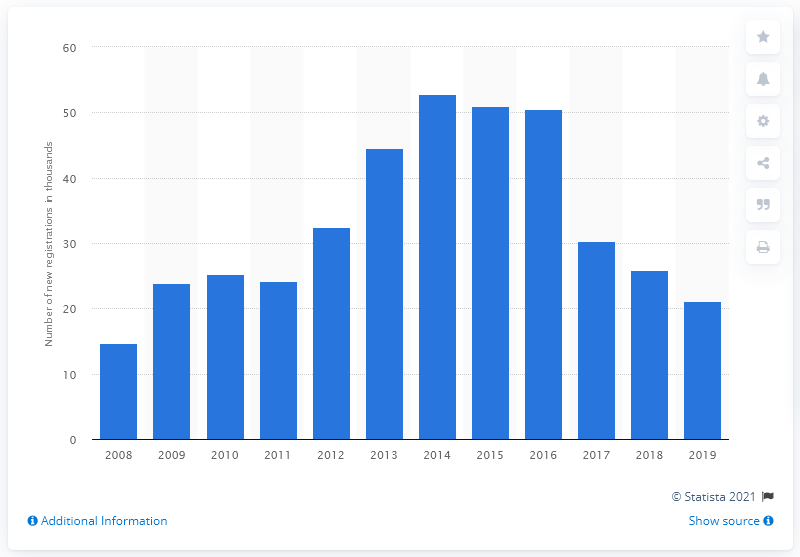 60
50
40
30
20
10
0
Number of new registrations in thousands
2008 2009 2010 2011 2012 2013 2014 2015 2016 2017 2018 2019
© Statista 2021
Additional Information
Show source